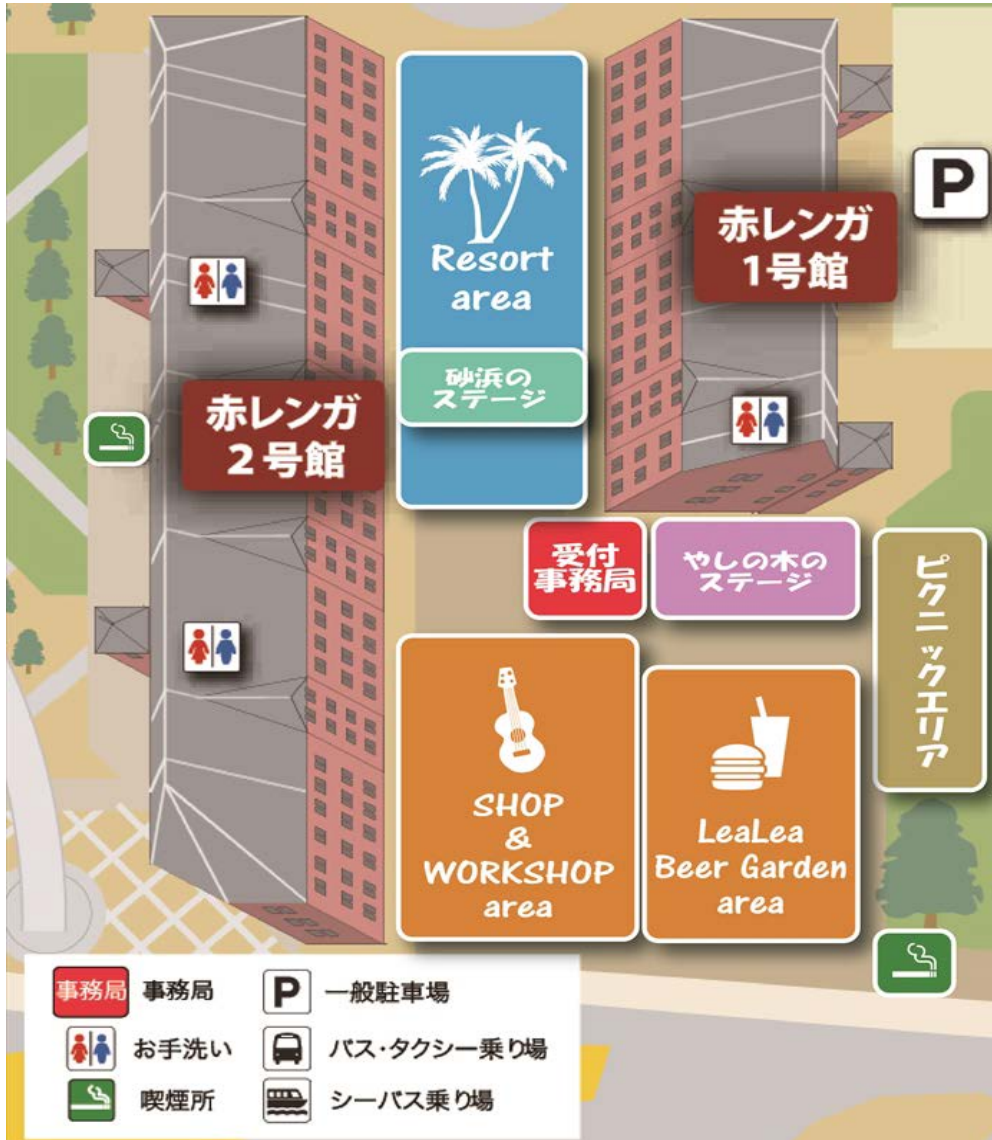 Resort
area
砂浜の
ステージ
赤レンガ
1号館
P
赤レンガ
2号館
受付
事務局
やしの木の
ステージ
ピクニックエリア
SHOP
&
WORKSHOP
area
LeaLea
Beer Garden
area
事務局 事務局
P 一般駐車場
お手洗い
バス・タクシー乗り場
喫煙所
シーバス乗り場